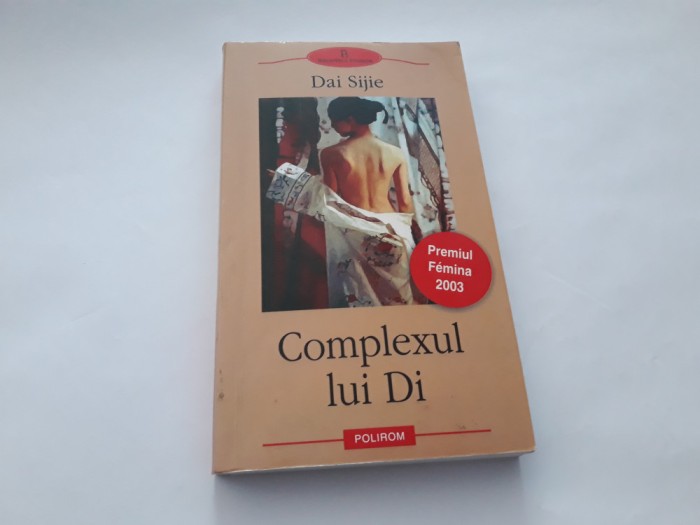 Dai Sijie
Premiul
Fémina
2003
Complexul
lui Di
POLIROM